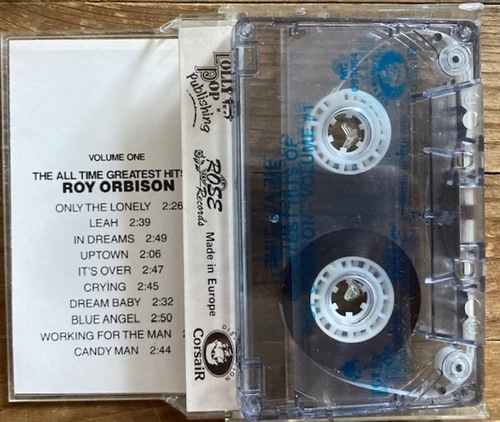 VOLUME ONE
THE ALL TIME GREATEST HITS
ROY ORBISON
ONLY THE LONELY 2:26
LEAH 2:39
IN DREAMS 2:49
UPTOWN 2:06
IT'S OVER 2:47
CRYING 2:45
DREAM BABY 2:32
BLUE ANGEL 2:50
WORKING FOR THE MAN
CANDY MAN 2:44
LOLLY
POP
Publishing
ROSE
Records
Made in Europe
CorsaiR